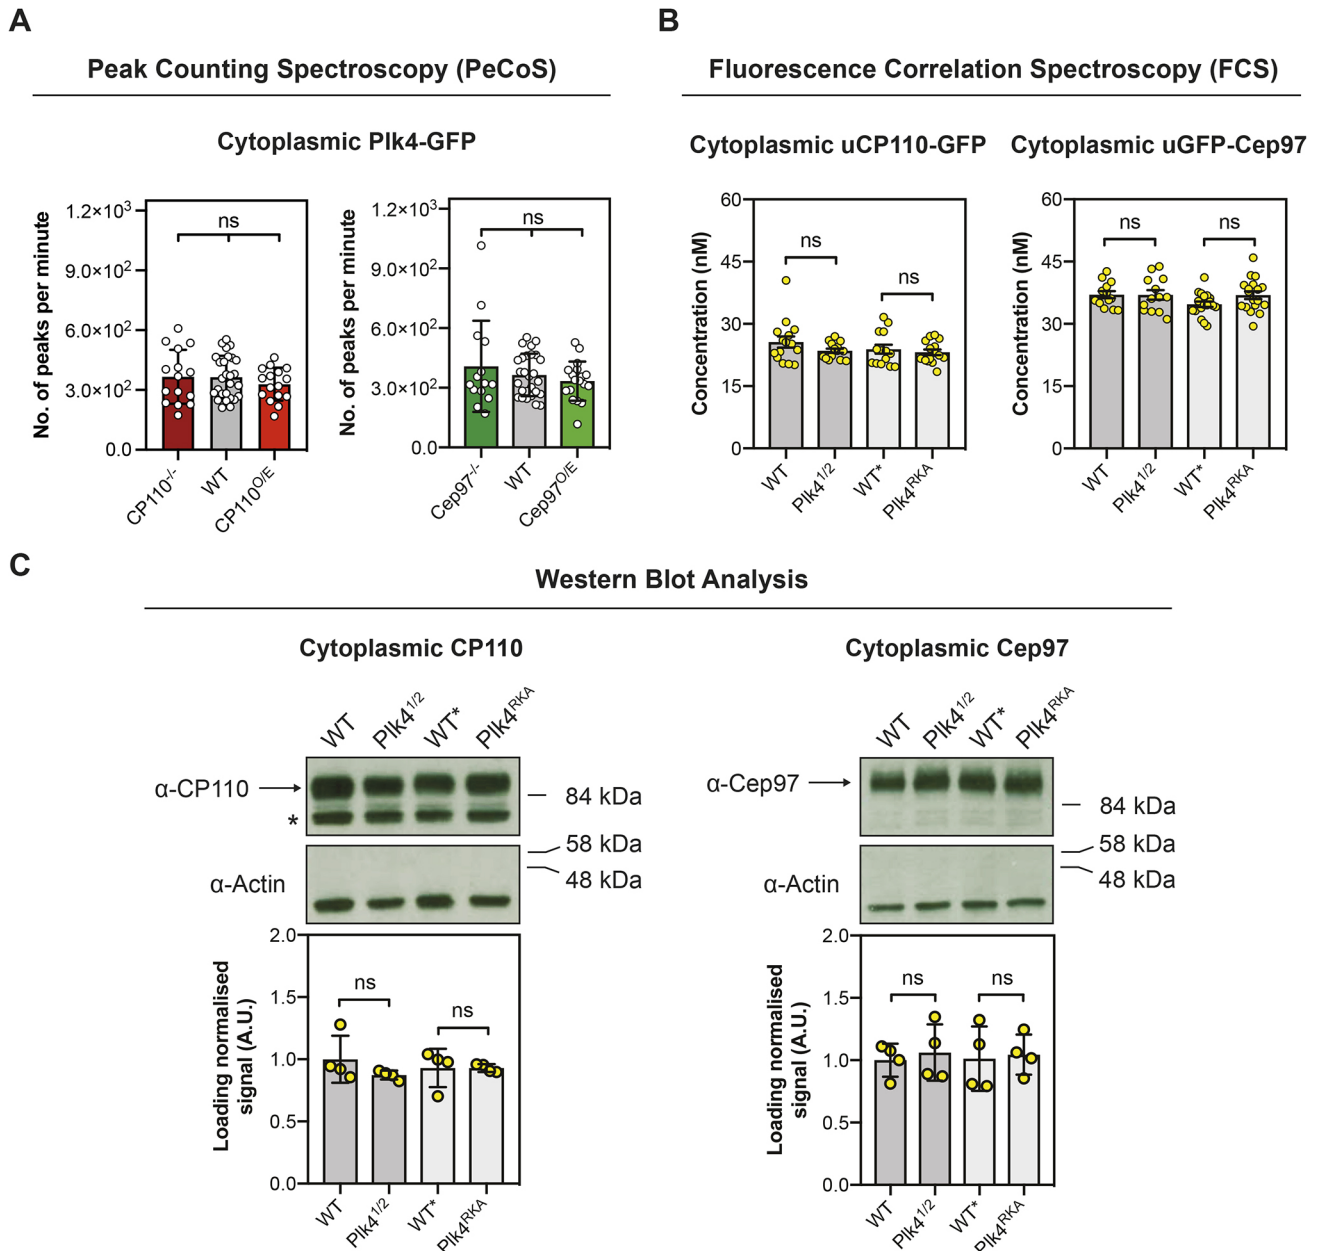 A
Peak Counting Spectroscopy (PeCoS)
Cytoplasmic Plk4-GFP
No. of peaks per minute
1.2×10³
9.0×10²
6.0×10²
3.0×10²
0.0
ns
CP110-/-
WT
CP110O/E
No. of peaks per minute
1.2×10³
9.0×10²
6.0×10²
3.0×10²
0.0
ns
Cep97-/-
WT
Cep97O/E
B
Fluorescence Correlation Spectroscopy (FCS)
Cytoplasmic uCP110-GFP
Concentration (nM)
60
45
30
15
0
ns
ns
WT
Plk41/2
WT*
Plk4RKA
Cytoplasmic uGFP-Cep97
Concentration (nM)
60
45
30
15
0
ns
ns
WT
Plk41/2
WT*
Plk4RKA
C
Western Blot Analysis
Cytoplasmic CP110
WT
Plk41/2
WT*
Plk4RKA
α-CP110
*
84 kDa
58 kDa
48 kDa
α-Actin
Loading normalised
signal (A.U.)
2.0
1.5
1.0
0.5
0.0
ns
ns
WT
Plk41/2
WT*
Plk4RKA
Cytoplasmic Cep97
WT
Plk41/2
WT*
Plk4RKA
α-Cep97
84 kDa
58 kDa
48 kDa
α-Actin
Loading normalised
signal (A.U.)
2.0
1.5
1.0
0.5
0.0
ns
ns
WT
Plk41/2
WT*
Plk4RKA